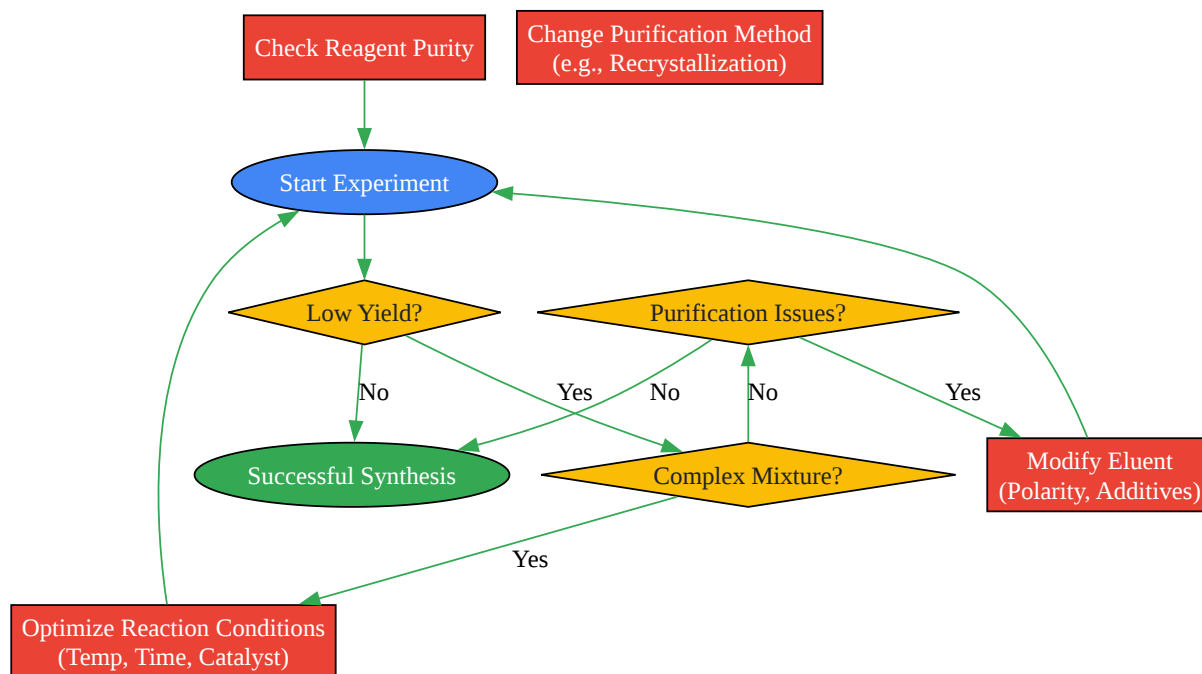 Check Reagent Purity
Change Purification Method
(e.g., Recrystallization)
Start Experiment
Low Yield?
Purification Issues?
No
Yes
No
No
Yes
Successful Synthesis
Complex Mixture?
Modify Eluent
(Polarity, Additives)
Yes
Optimize Reaction Conditions
(Temp, Time, Catalyst)